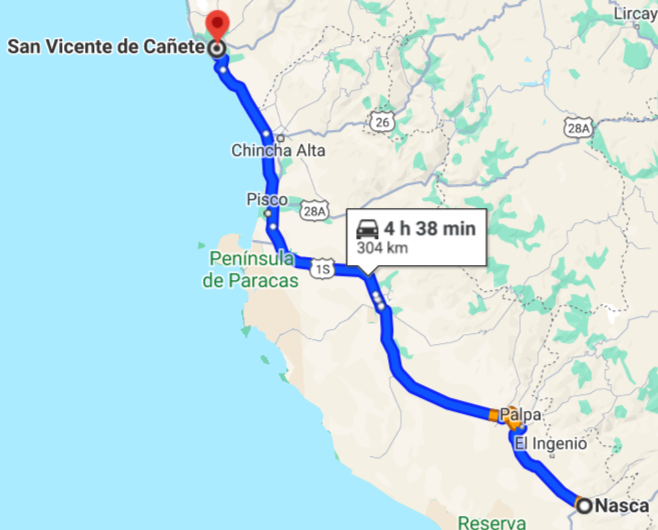 Lircay
San Vicente de Cañete
26
28A
Chincha Alta
Pisco
28A
4 h 38 min
304 km
Península
de Paracas
1S
Palpa
El Ingenio
Nasca
Reserva